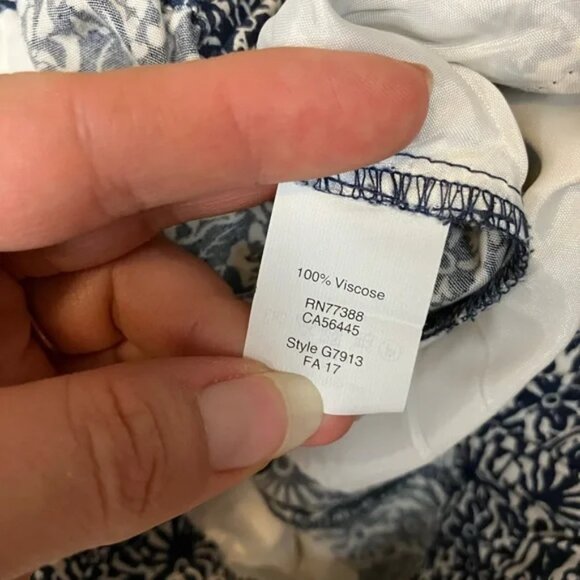 100% Viscose
RN77388
CA56445
Style G7913
FA 17